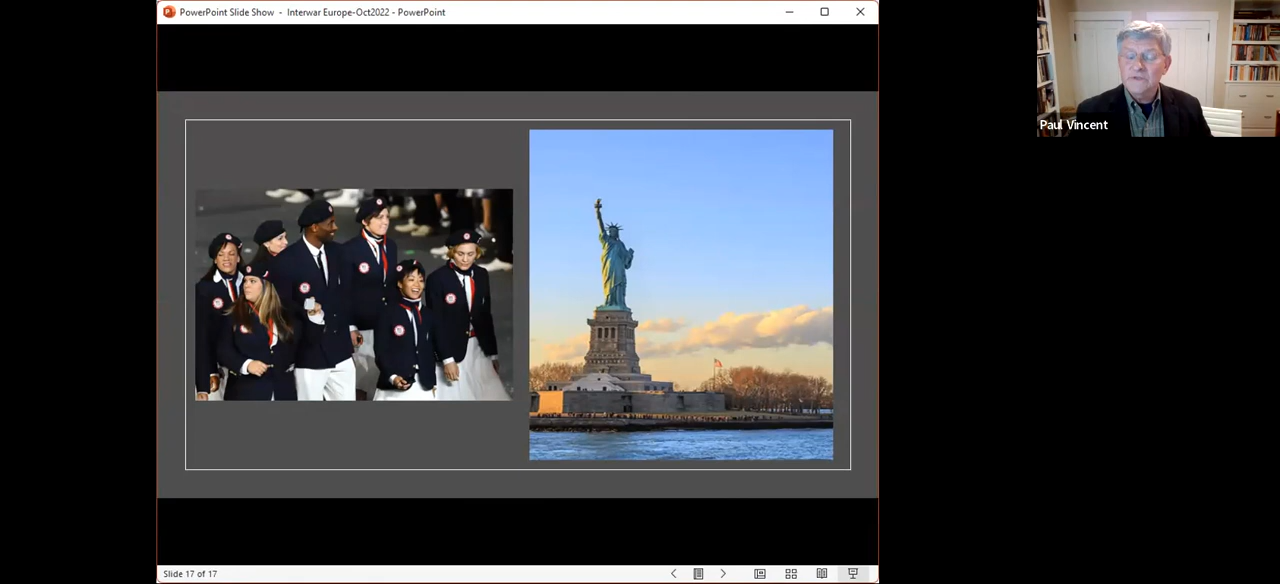 PowerPoint Slide Show - Interwar Europe-Oct2022 - PowerPoint
Paul Vincent
Slide 17 of 17